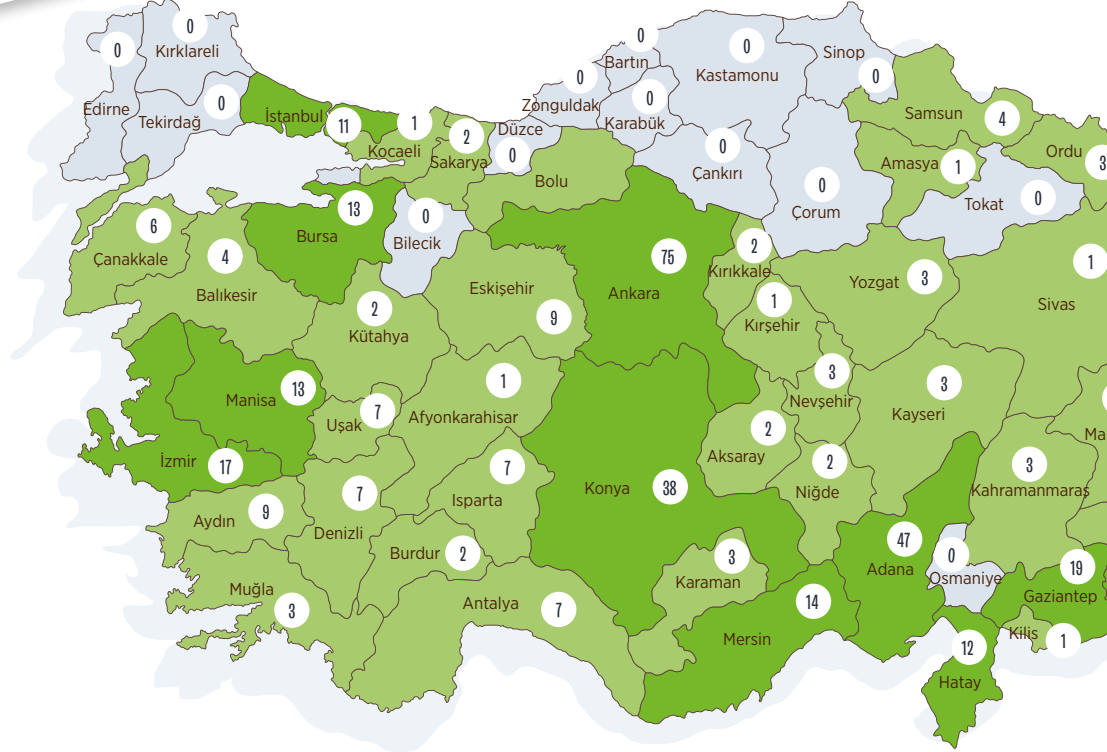 0
Kırklareli
0
Edirne
0
Tekirdağ
İstanbul
11
1
Kocaeli
2
Sakarya
Düzce
0
0
Zonguldak
0
Bartın
0
Karabük
0
Kastamonu
Sinop
0
Samsun
4
Amasya
1
Ordu
3
Tokat
0
0
Çorum
0
Çankırı
Bolu
6
Çanakkale
4
Balıkesir
13
Bursa
0
Bilecik
2
Kütahya
Eskişehir
9
75
Ankara
2
Kırıkkale
1
Kırşehir
Yozgat
3
1
Sivas
Manisa
13
Uşak
7
1
Afyonkarahisar
3
Nevşehir
3
Kayseri
2
Aksaray
2
Niğde
İzmir
17
9
Aydın
7
Denizli
7
Isparta
Burdur
2
Konya
38
3
Karaman
3
Kahramanmaraş
47
Adana
0
Osmaniye
19
Gaziantep
Kilis
1
Muğla
3
Antalya
7
14
Mersin
12
Hatay
Ma